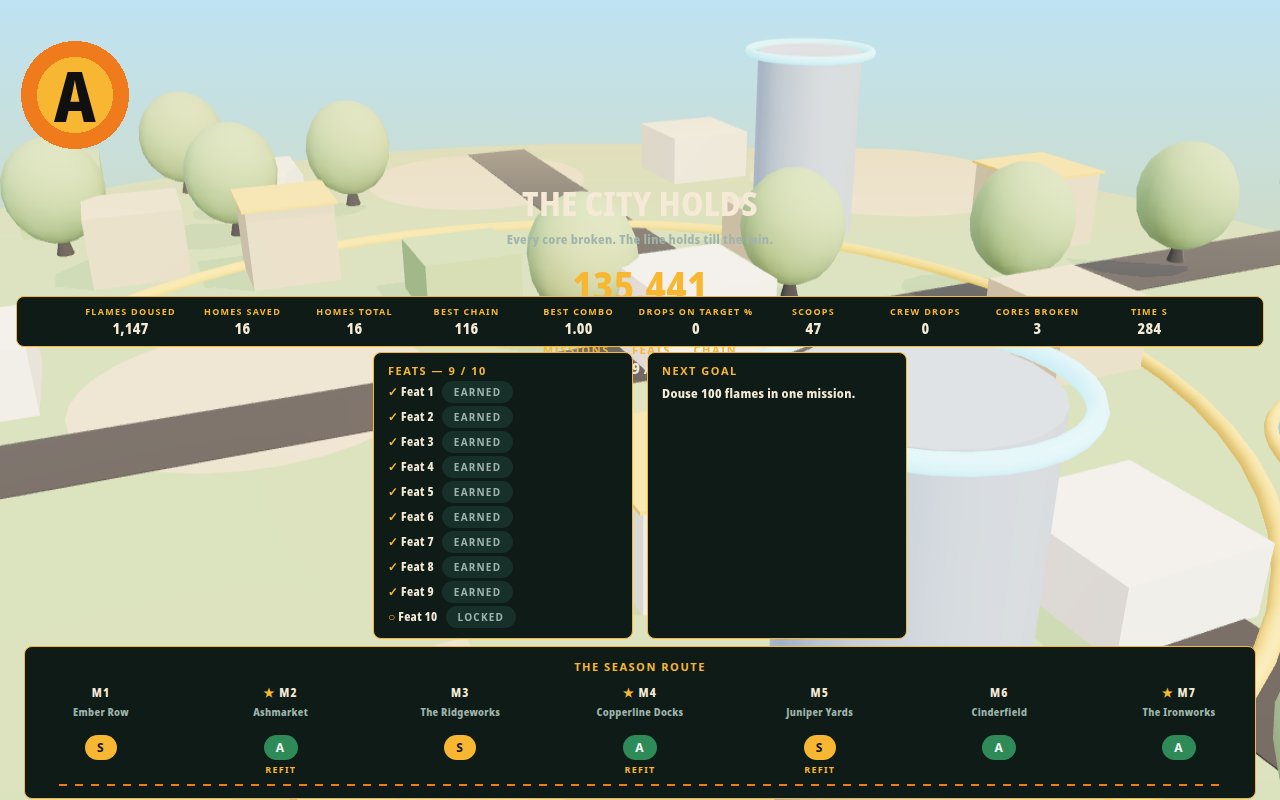 A
THE CITY HOLDS
Every core broken. The line holds till the rain.
135,441
FLAMES DOUSED HOMES SAVED HOMES TOTAL BEST CHAIN BEST COMBO DROPS ON TARGET % SCOOPS CREW DROPS CORES BROKEN TIME S
1,147 16 16 116 1.00 0 47 0 3 284
MISSIONS FEATS CHAIN
FEATS — 9 / 10
✓ Feat 1 EARNED
✓ Feat 2 EARNED
✓ Feat 3 EARNED
✓ Feat 4 EARNED
✓ Feat 5 EARNED
✓ Feat 6 EARNED
✓ Feat 7 EARNED
✓ Feat 8 EARNED
✓ Feat 9 EARNED
○ Feat 10 LOCKED
NEXT GOAL
Douse 100 flames in one mission.
THE SEASON ROUTE
M1 ★ M2 M3 ★ M4 M5 M6 ★ M7
Ember Row Ashmarket The Ridgeworks Copperline Docks Juniper Yards Cinderfield The Ironworks
S A S A S A A
REFIT REFIT REFIT